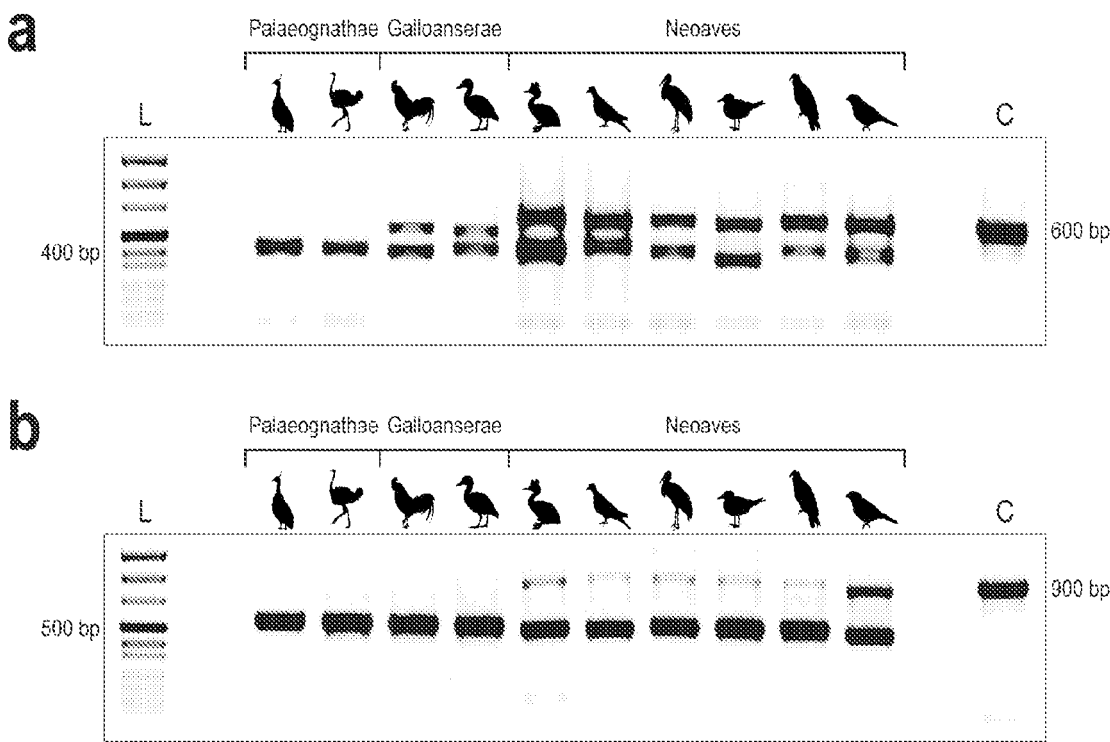 a
Palaeognathae Galloanserae Neoaves
L C
400 bp 600 bp
b
Palaeognathae Galloanserae Neoaves
L C
500 bp 900 bp